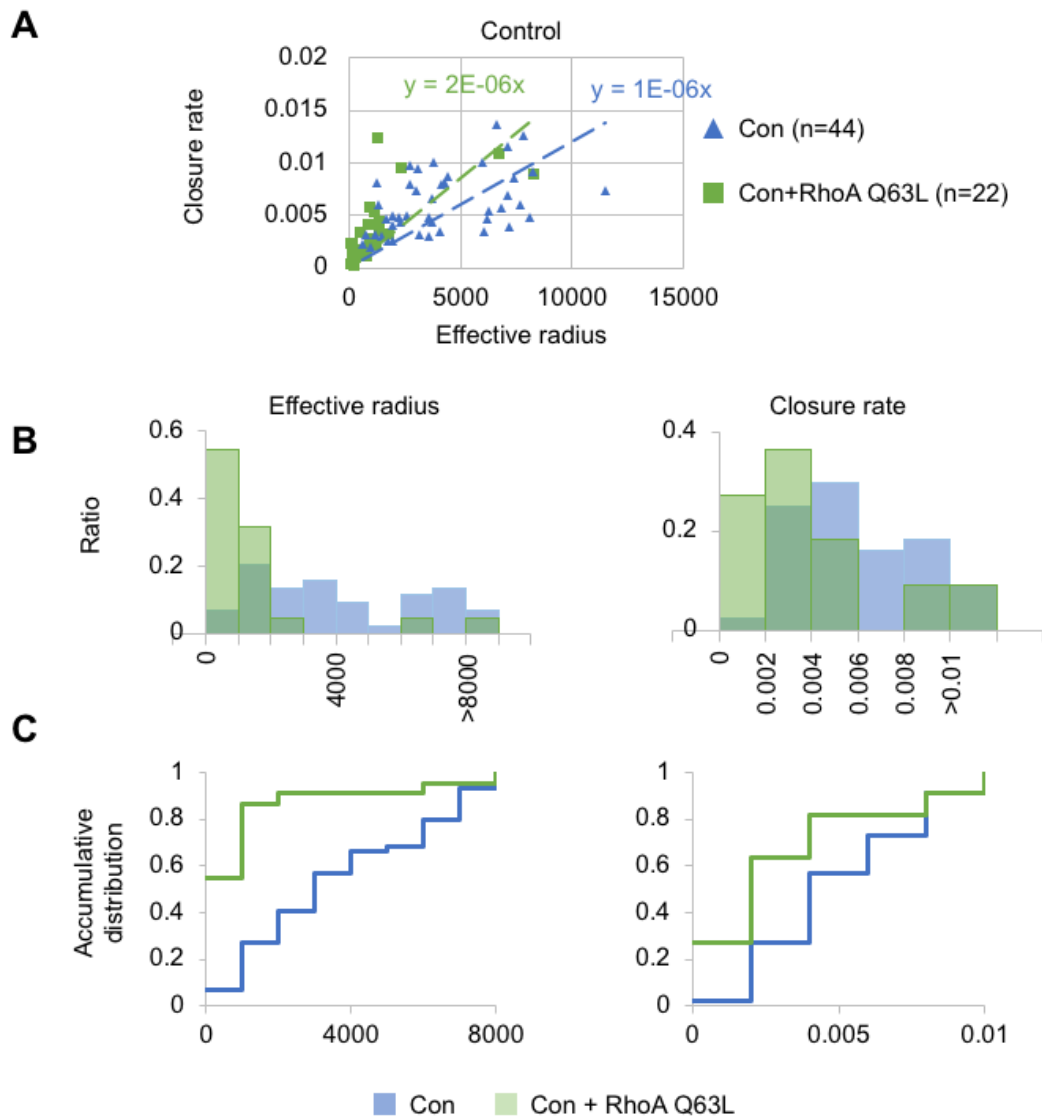 A
Control
Closure rate
0.02
0.015
0.01
0.005
0
y = 2E-06x
y = 1E-06x
0 5000 10000 15000
Effective radius
Con (n=44)
Con+RhoA Q63L (n=22)
B
Effective radius
Ratio
0.6
0.4
0.2
0
0 4000 >8000
Closure rate
0.4
0.2
0
0 0.002 0.004 0.006 0.008 >0.01
C
Accumulative
distribution
1
0.8
0.6
0.4
0.2
0
0 4000 8000
1
0.8
0.6
0.4
0.2
0
0 0.005 0.01
Con Con + RhoA Q63L